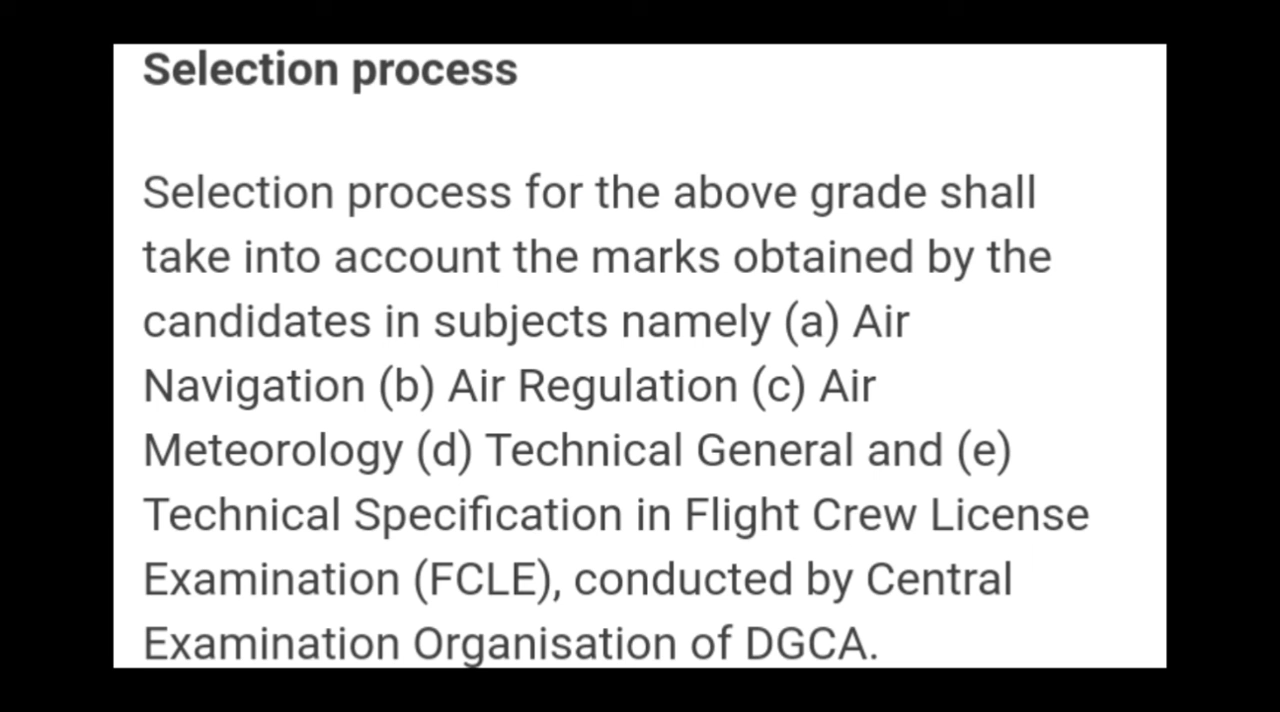 Selection process
Selection process for the above grade shall
take into account the marks obtained by the
candidates in subjects namely (a) Air
Navigation (b) Air Regulation (c) Air
Meteorology (d) Technical General and (e)
Technical Specification in Flight Crew License
Examination (FCLE), conducted by Central
Examination Organisation of DGCA.